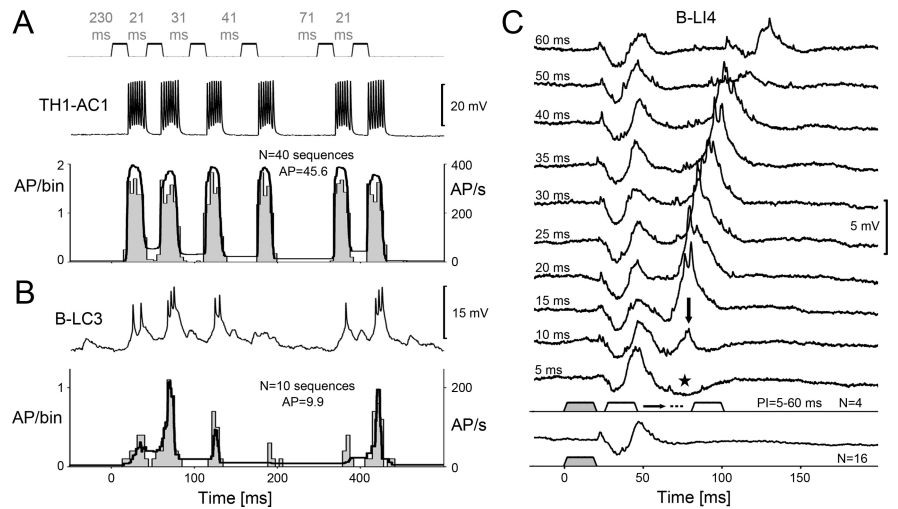 A
230 21 31 41 71 21
ms ms ms ms ms ms
TH1-AC1
20 mV
2 400
N=40 sequences
AP=45.6
AP/bin AP/s
1 200
0 0
B
B-LC3
15 mV
1 200
N=10 sequences
AP=9.9
AP/bin AP/s
0 0
0 200 400
Time [ms]
C
B-LI4
60 ms
50 ms
40 ms
35 ms
30 ms
5 mV
25 ms
20 ms
15 ms
10 ms
5 ms
PI=5-60 ms N=4
N=16
0 50 100 150
Time [ms]